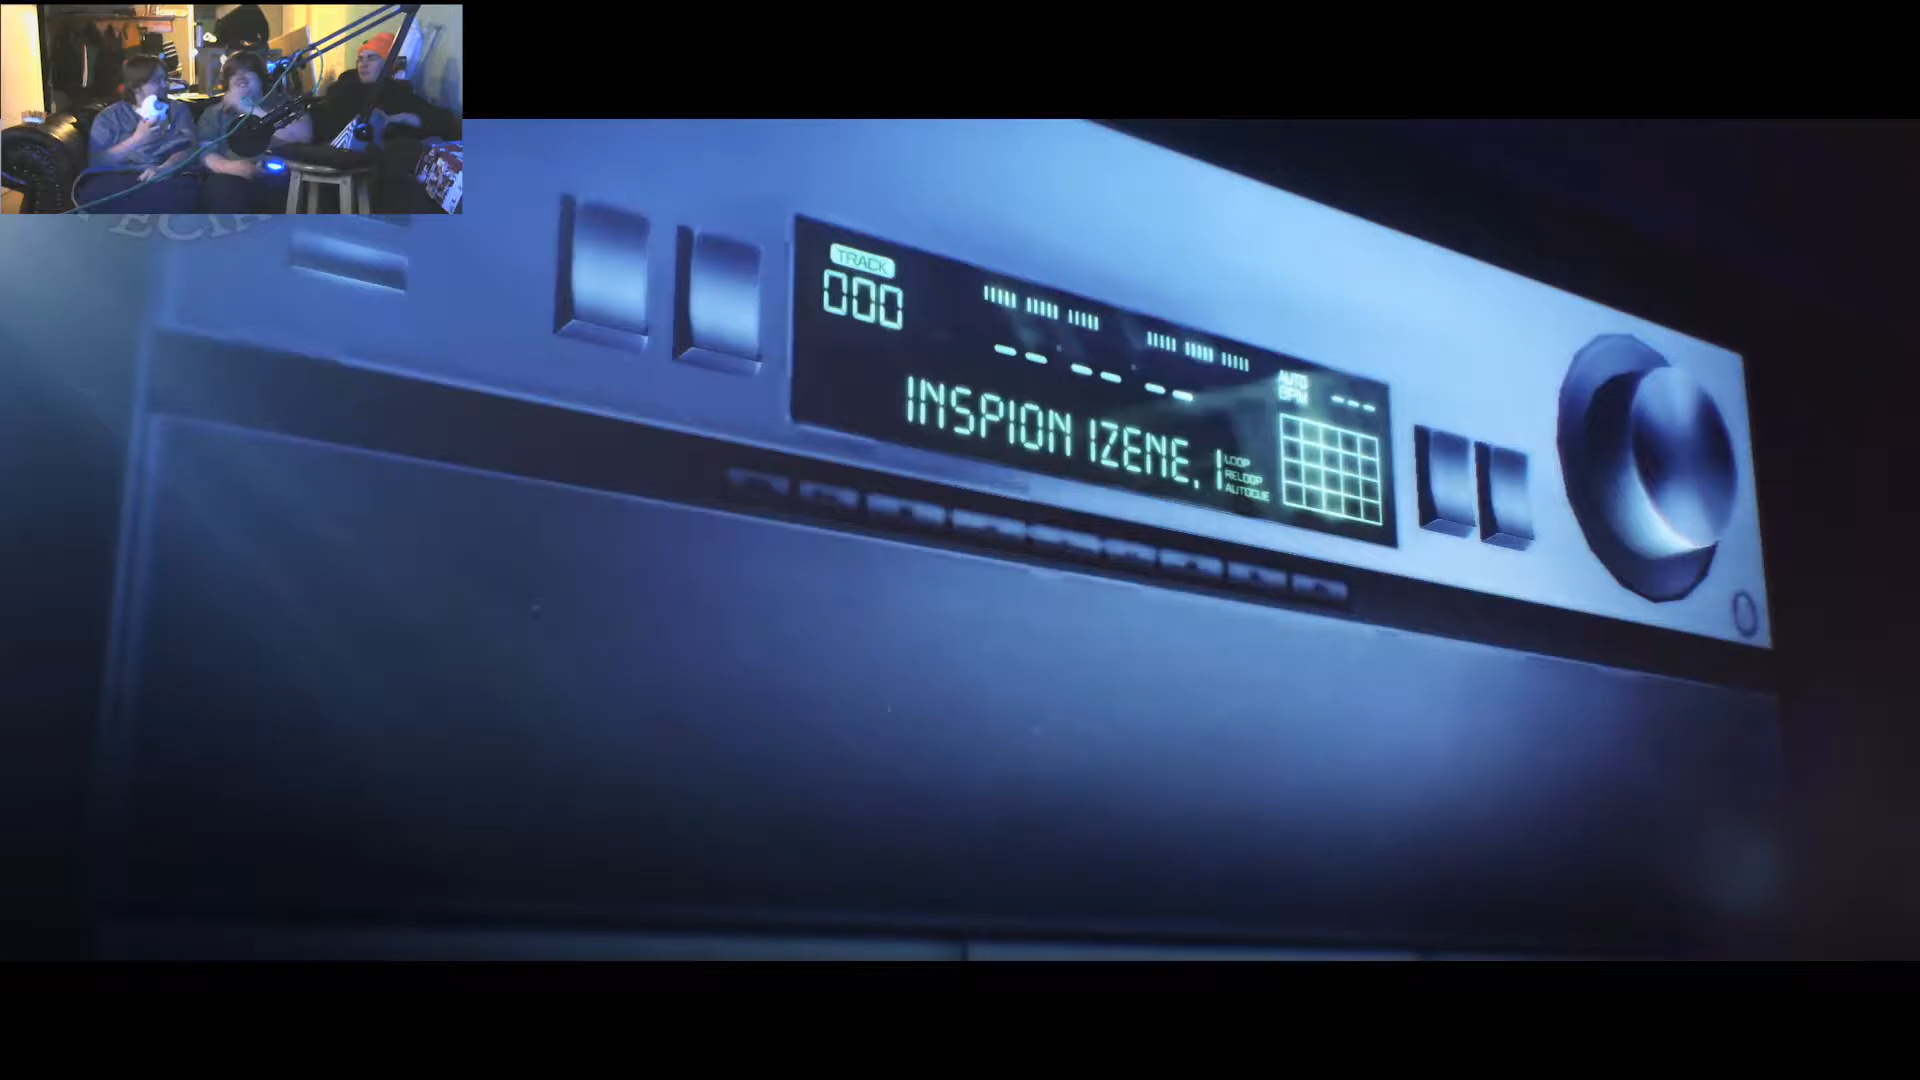 TRACK
000
AUTO
BPM
INSPION IZENE, I
LOOP
RELOOP
AUTOCUE